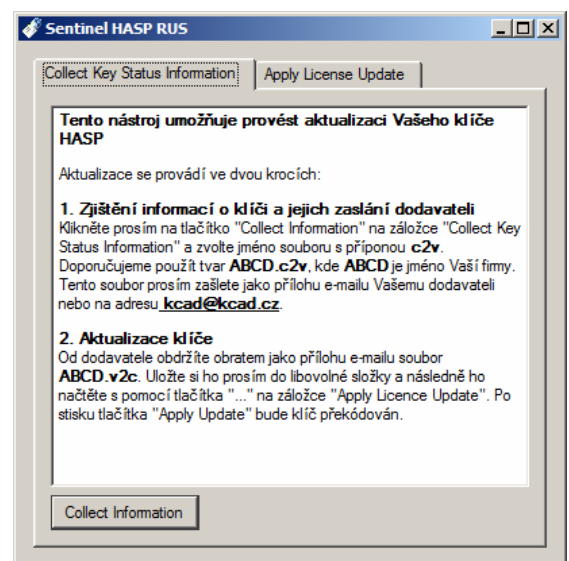 Sentinel HASP RUS
Collect Key Status Information
Apply License Update
Tento nástroj umožňuje provést aktualizaci Vašeho klíče
HASP
Aktualizace se provádí ve dvou krocích:
1. Zjištění informací o klíči a jejich zaslání dodavateli
Klikněte prosím na tlačítko "Collect Information" na záložce "Collect Key
Status Information" a zvolte jméno souboru s příponou c2v.
Doporučujeme použít tvar ABCD.c2v, kde ABCD je jméno Vaší firmy.
Tento soubor prosím zašlete jako přílohu e-mailu Vašemu dodavateli
nebo na adresu kcad@kcad.cz.
2. Aktualizace klíče
Od dodavatele obdržíte obratem jako přílohu e-mailu soubor
ABCD.v2c. Uložte si ho prosím do libovolné složky a následně ho
načtěte s pomocí tlačítka "..." na záložce "Apply Licence Update". Po
stisku tlačítka "Apply Update" bude klíč překódován.
Collect Information